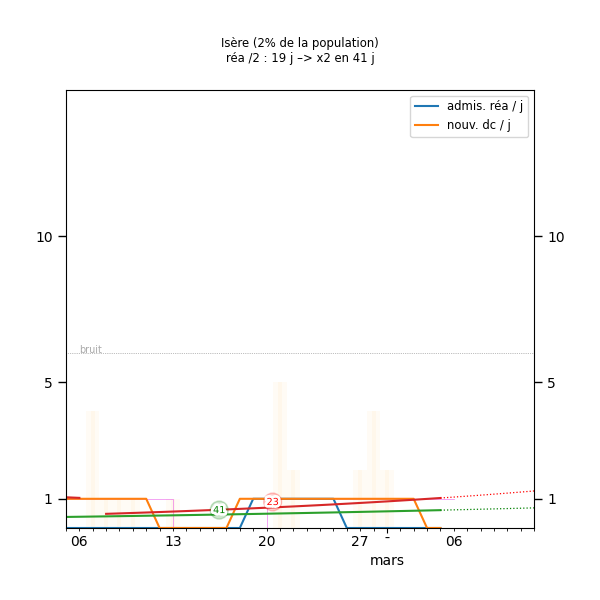 Isère (2% de la population)
réa /2 : 19 j –> x2 en 41 j
admis. réa / j
nouv. dc / j
10
10
bruit
5
5
1
1
41
23
06
13
20
27
-
06
mars